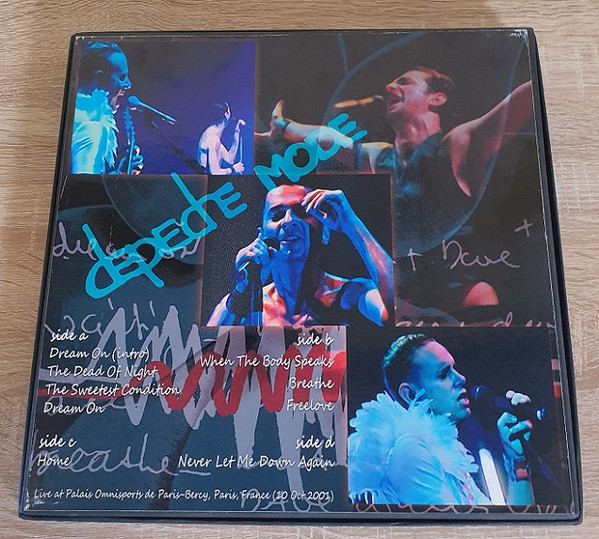 depeche mode
+ Dave +
side a
Dream On (intro)
The Dead Of Night
The Sweetest Condition
Dream On
side b
When The Body Speaks
Breathe
Freelove
side c
Home
side d
Never Let Me Down Again
Live at Palais Omnisports de Paris-Bercy, Paris, France (10 Oct 2001)